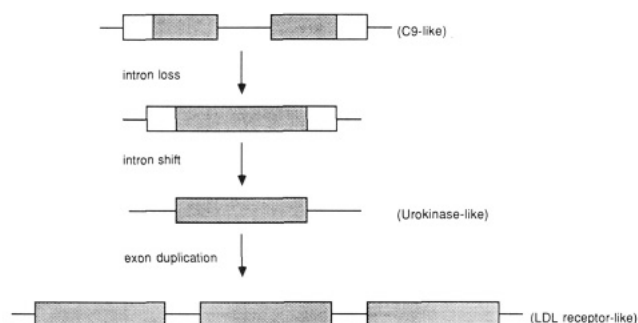 (C9-like)
intron loss
intron shift
(Urokinase-like)
exon duplication
(LDL receptor-like)